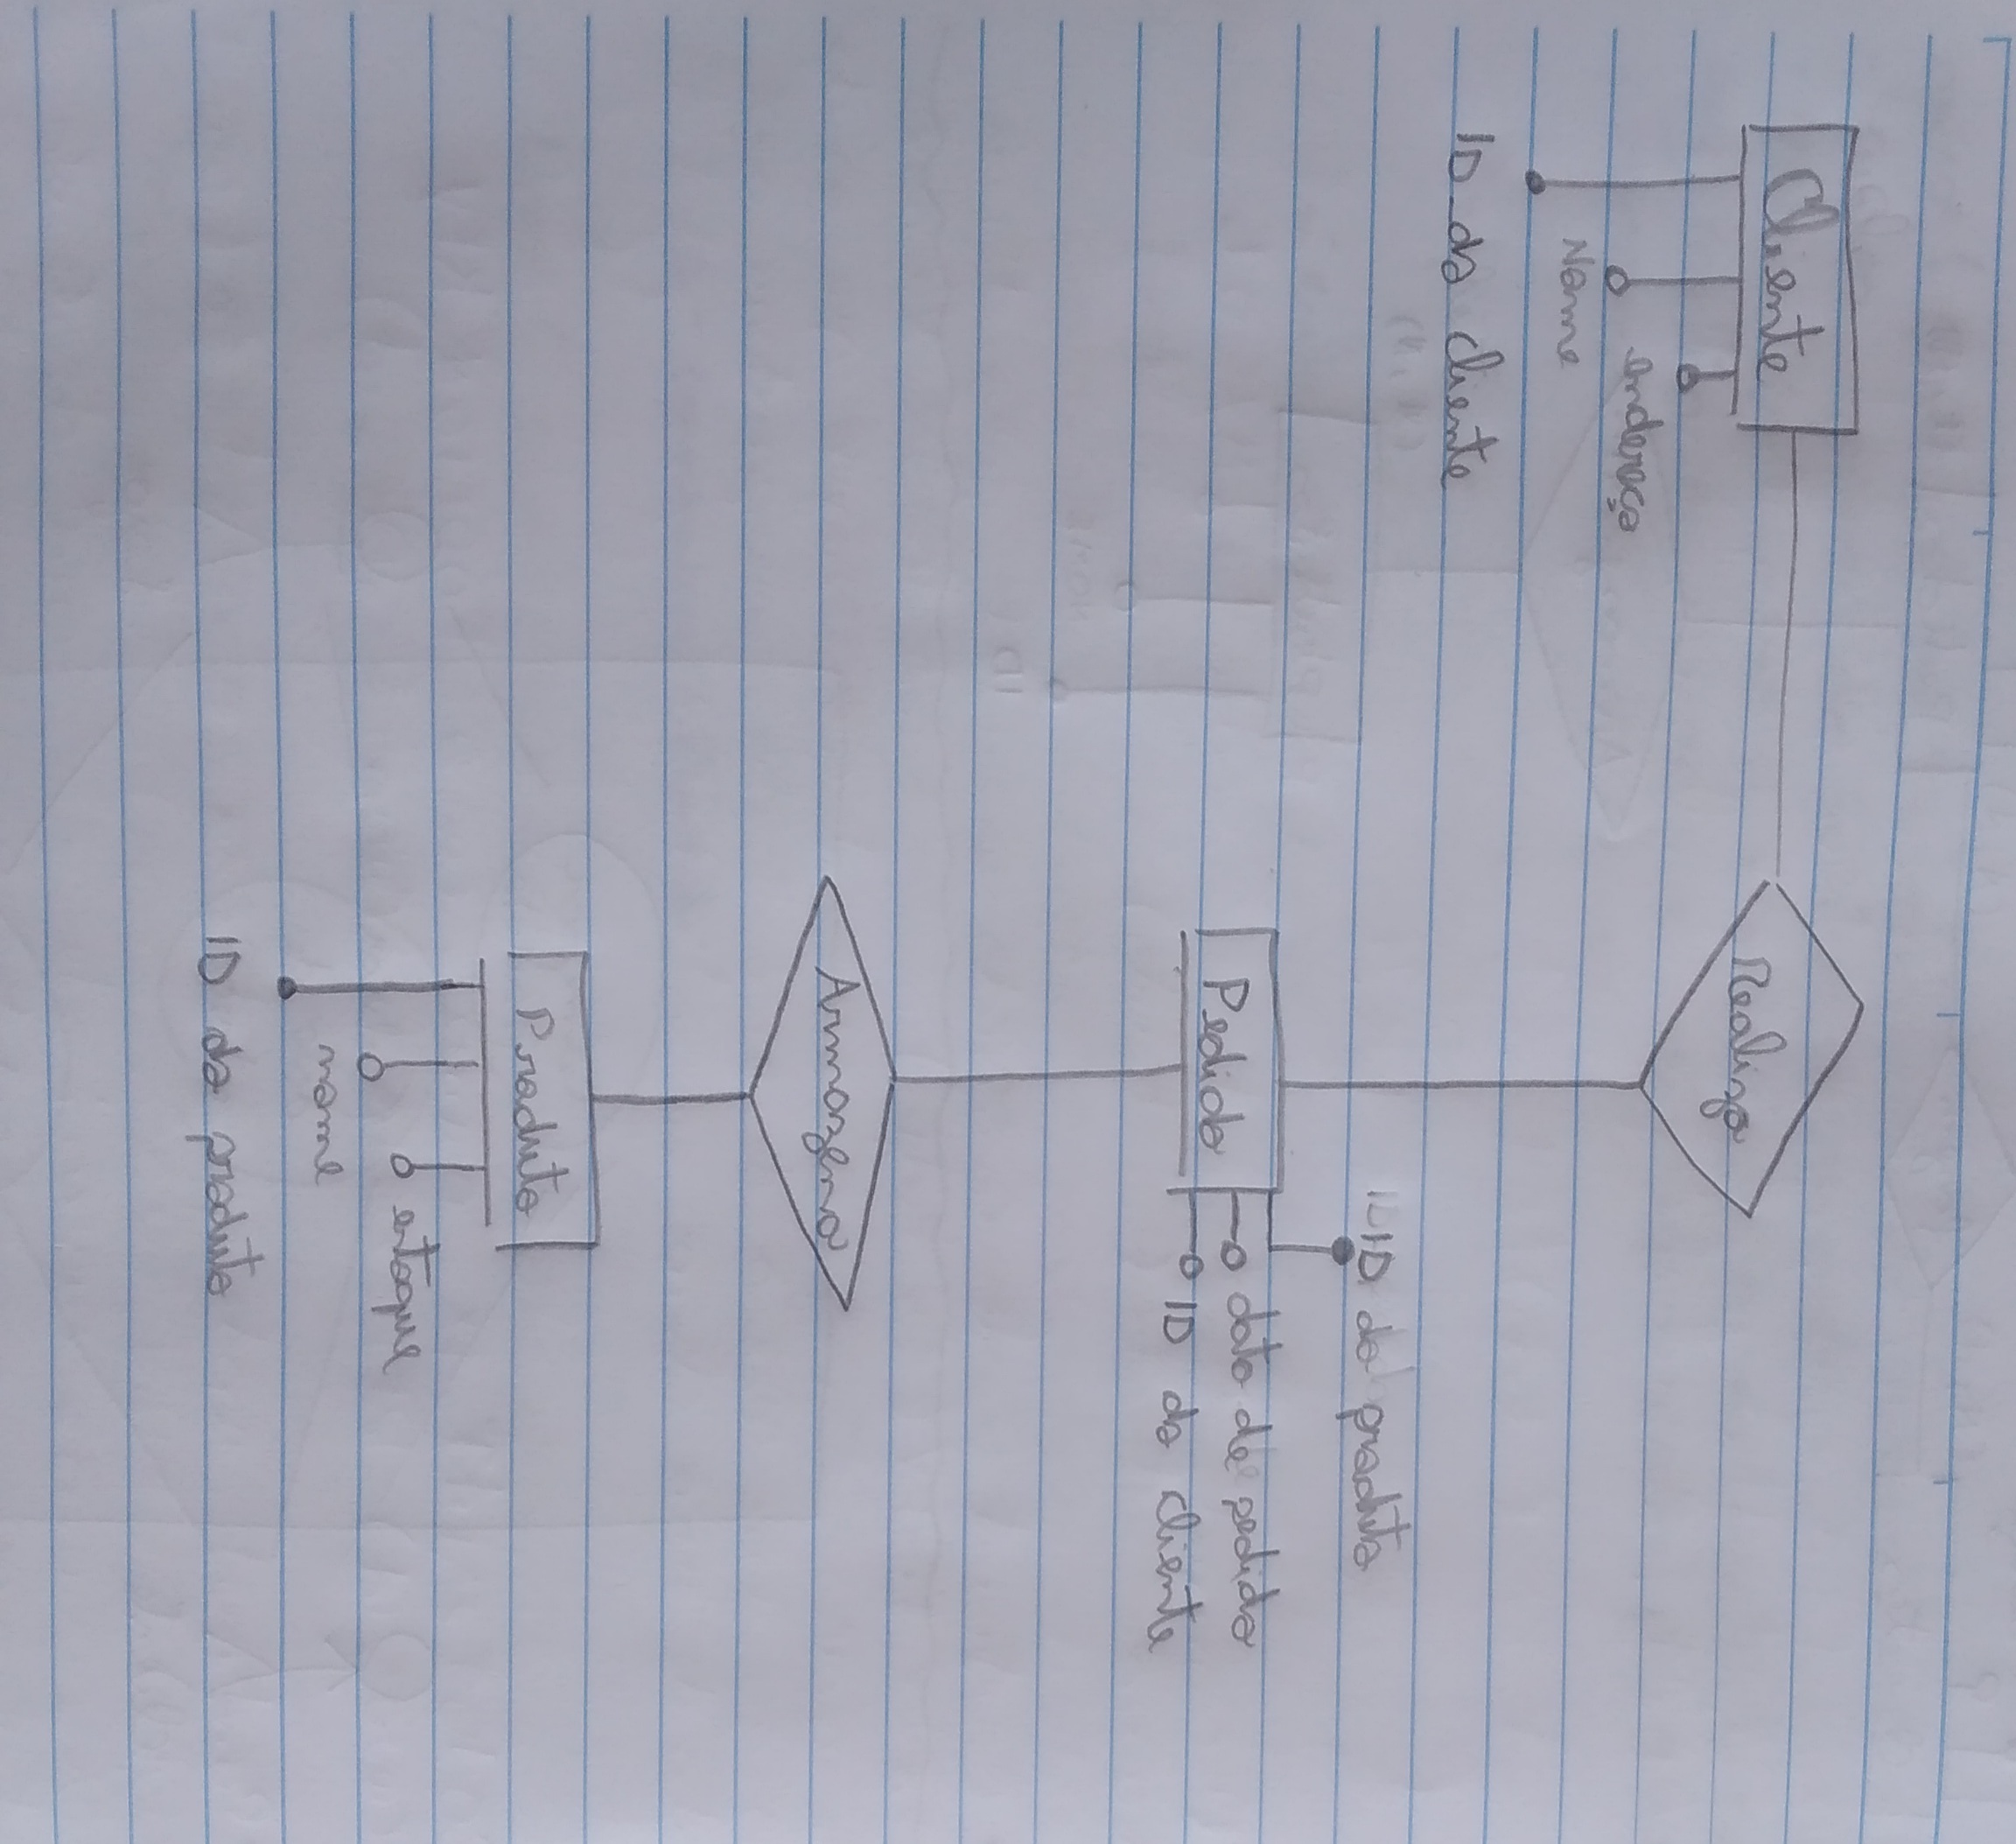 Cliente
endereço
Nome
ID do cliente
Realiza
ID do produto
Pedido
data de pedido
ID do cliente
Armazena
Produto
estoque
nome
ID do produto